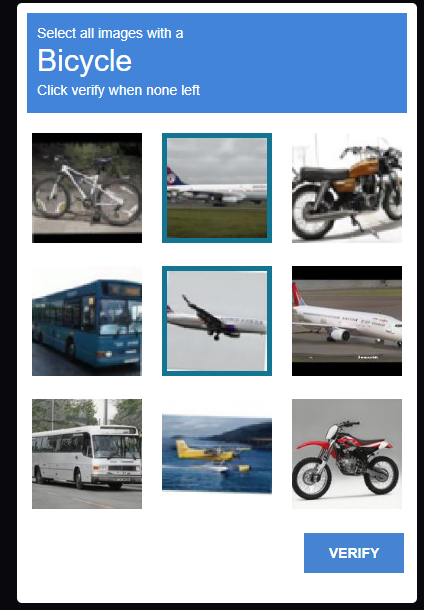 Select all images with a
Bicycle
Click verify when none left
VERIFY